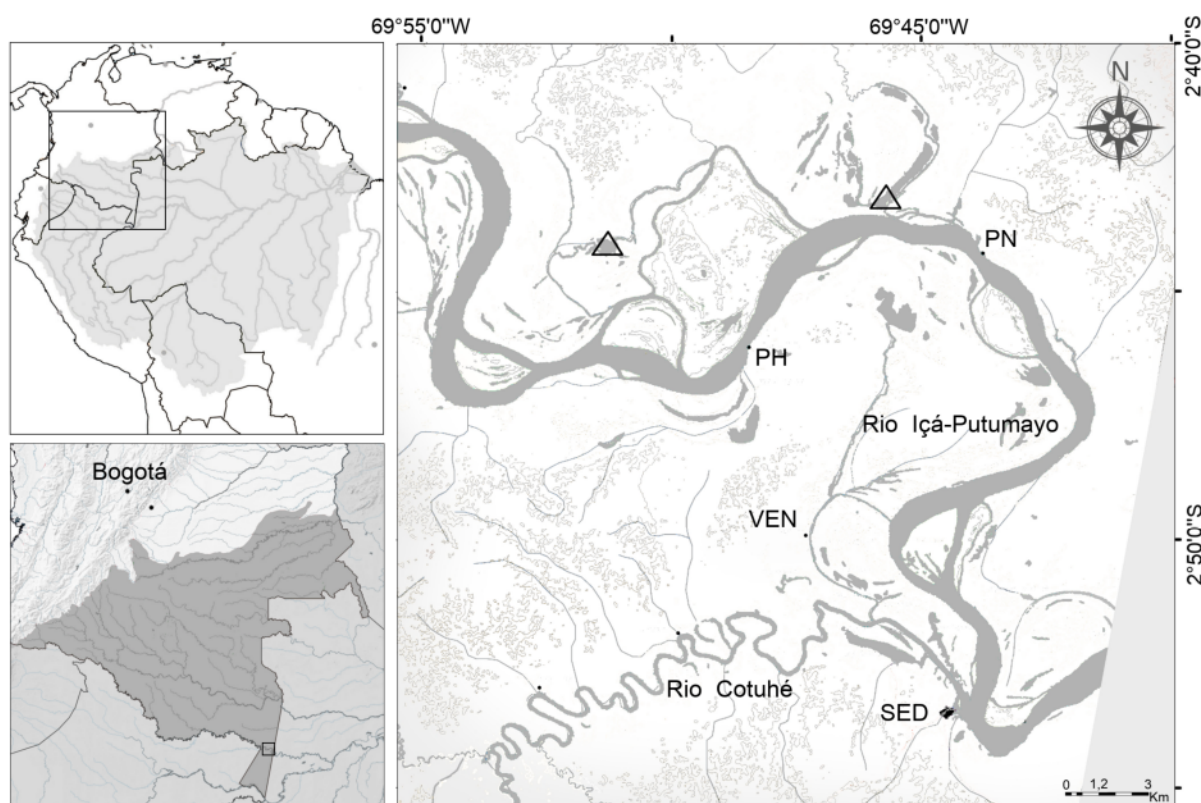 69°55'0"W
69°45'0"W
2°40'0"S
N
PN
PH
Rio Içá-Putumayo
Bogotá
VEN
2°50'0"S
Rio Cotuhé
SED
0 1,2 3
Km